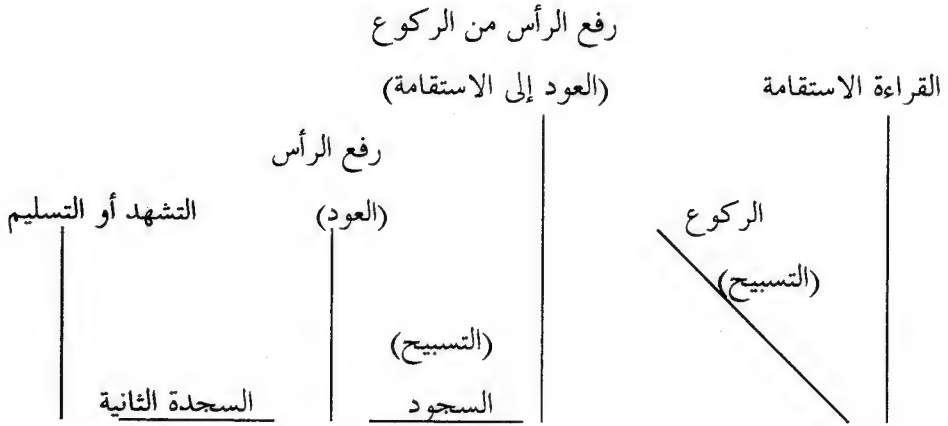 رفع الرأس من الركوع
القراءة الاستقامة
(العود إلى الاستقامة)
رفع الرأس
الركوع
(العود)
التشهد أو التسليم
(التسبيح)
(التسبيح)
السجود
السجدة الثانية